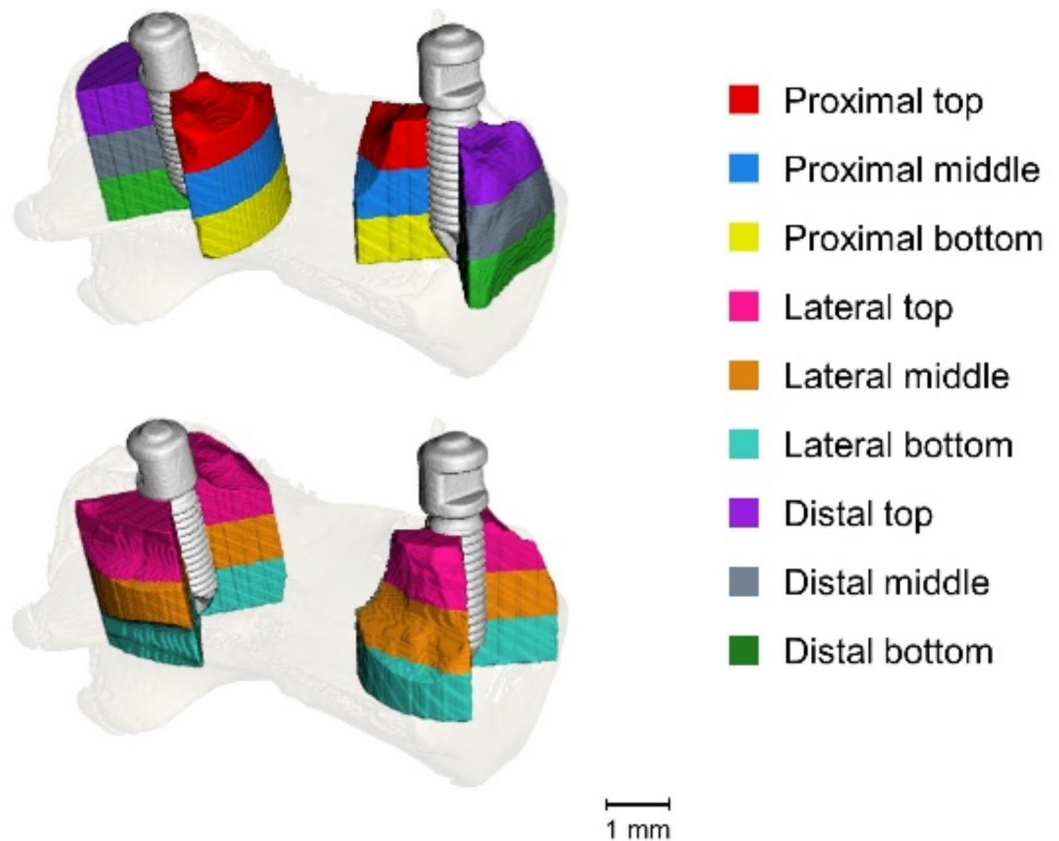 Proximal top
Proximal middle
Proximal bottom
Lateral top
Lateral middle
Lateral bottom
Distal top
Distal middle
Distal bottom
1 mm